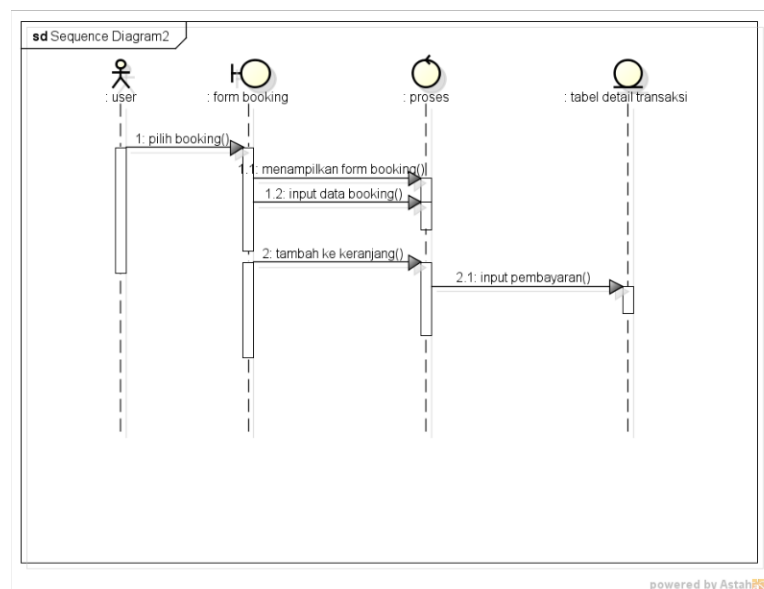 sd Sequence Diagram2
: user
: form booking
: proses
: tabel detail transaksi
1: pilih booking()
1.1: menampilkan form booking()
1.2: input data booking()
2: tambah ke keranjang()
2.1: input pembayaran()
powered by Astah